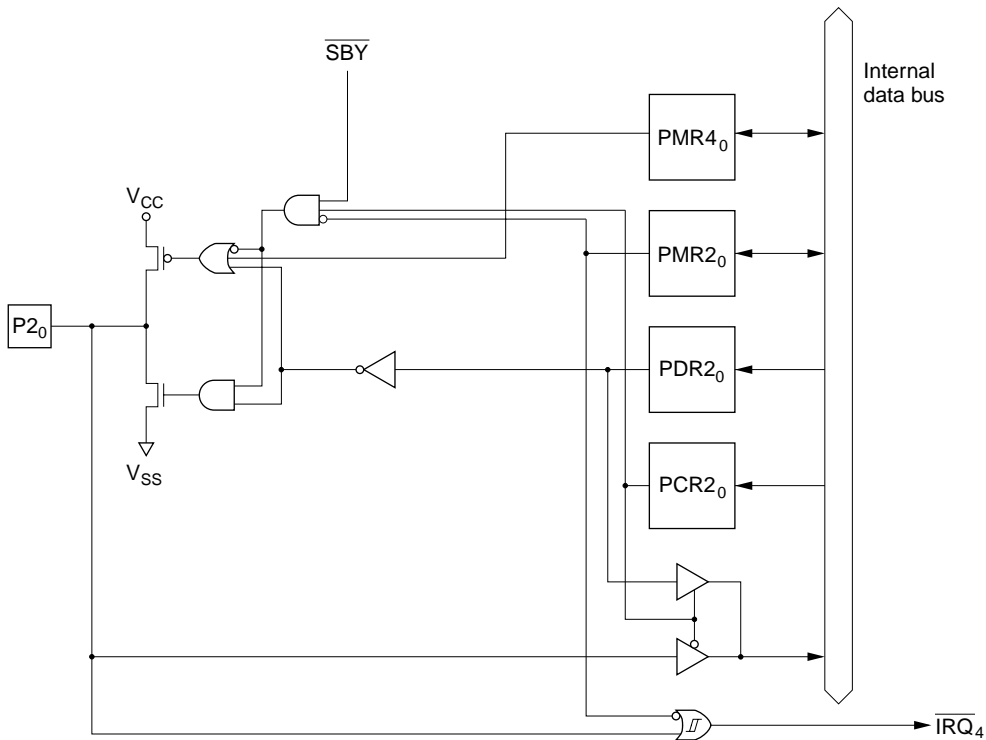 SBY
Internal
data bus
PMR4₀
V_CC
PMR2₀
P2₀
PDR2₀
V_SS
PCR2₀
IRQ₄